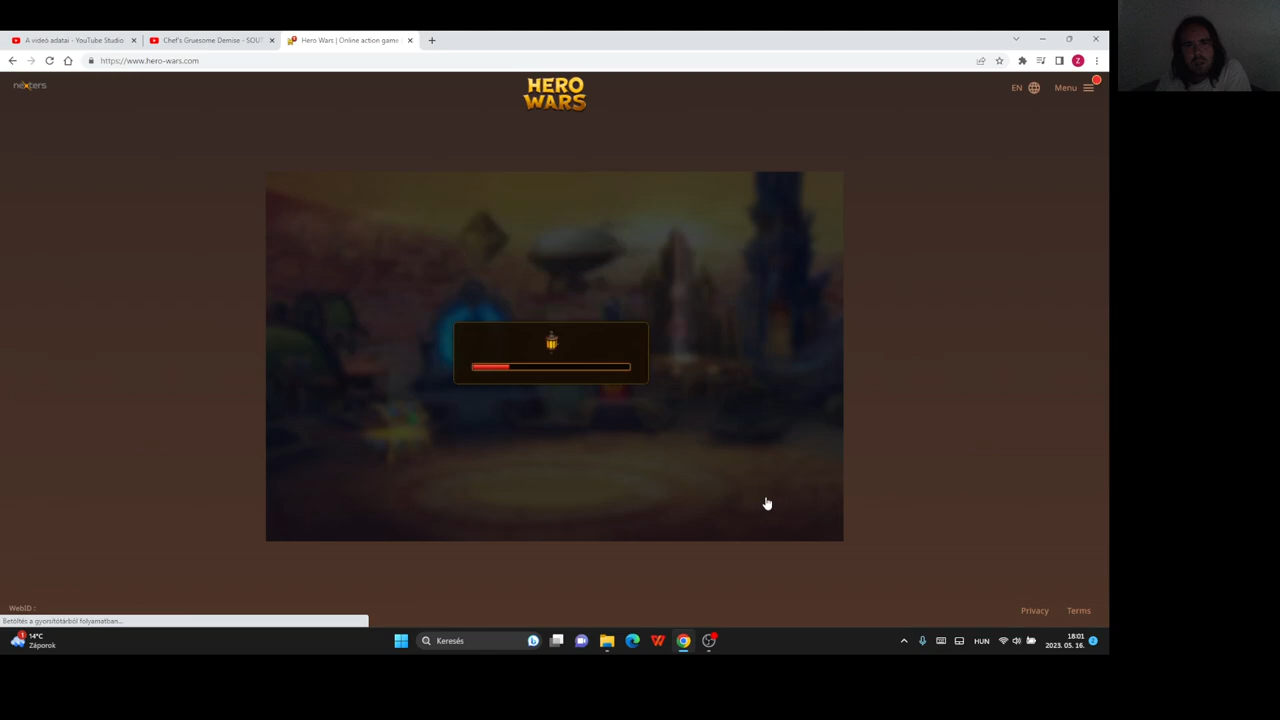 A videó adatai - YouTube Studio
Chef's Gruesome Demise - SOUT
Hero Wars | Online action game
https://www.hero-wars.com
nexters
HERO
WARS
EN
Menu
WebID :
Betöltés a gyorsítótárból folyamatban...
Privacy
Terms
1
14°C
Záporok
Keresés
HUN
18:01
2023. 05. 16.
2